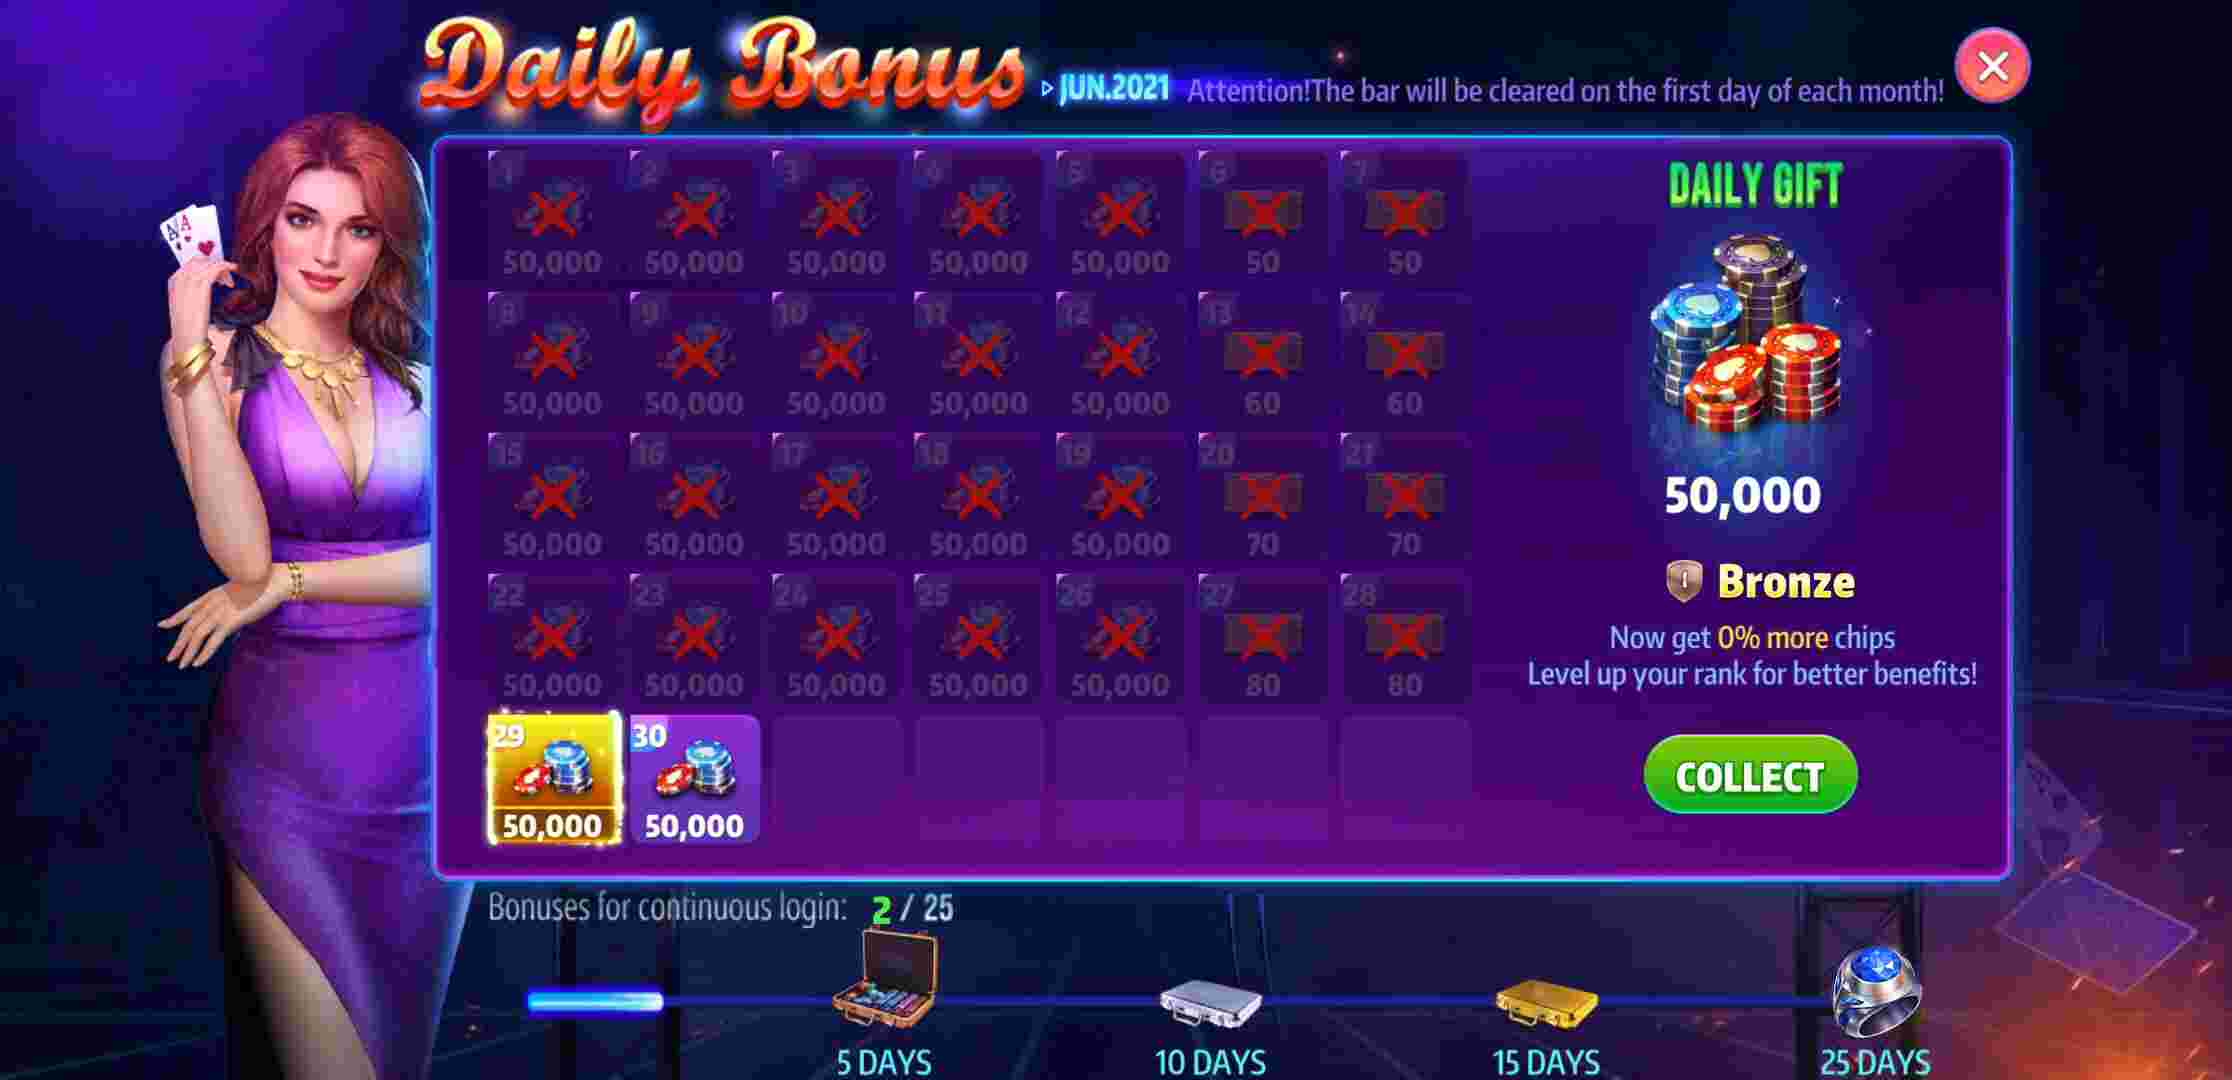 Daily Bonus
JUN.2021
Attention!The bar will be cleared on the first day of each month!
1 2 3 4 5 6 7
50,000 50,000 50,000 50,000 50,000 50 50
8 9 10 11 12 13 14
50,000 50,000 50,000 50,000 50,000 60 60
15 16 17 18 19 20 21
50,000 50,000 50,000 50,000 50,000 70 70
22 23 24 25 26 27 28
50,000 50,000 50,000 50,000 50,000 80 80
29 30
50,000 50,000
DAILY GIFT
50,000
Bronze
Now get 0% more chips
Level up your rank for better benefits!
COLLECT
Bonuses for continuous login: 2 / 25
5 DAYS 10 DAYS 15 DAYS 25 DAYS
A A